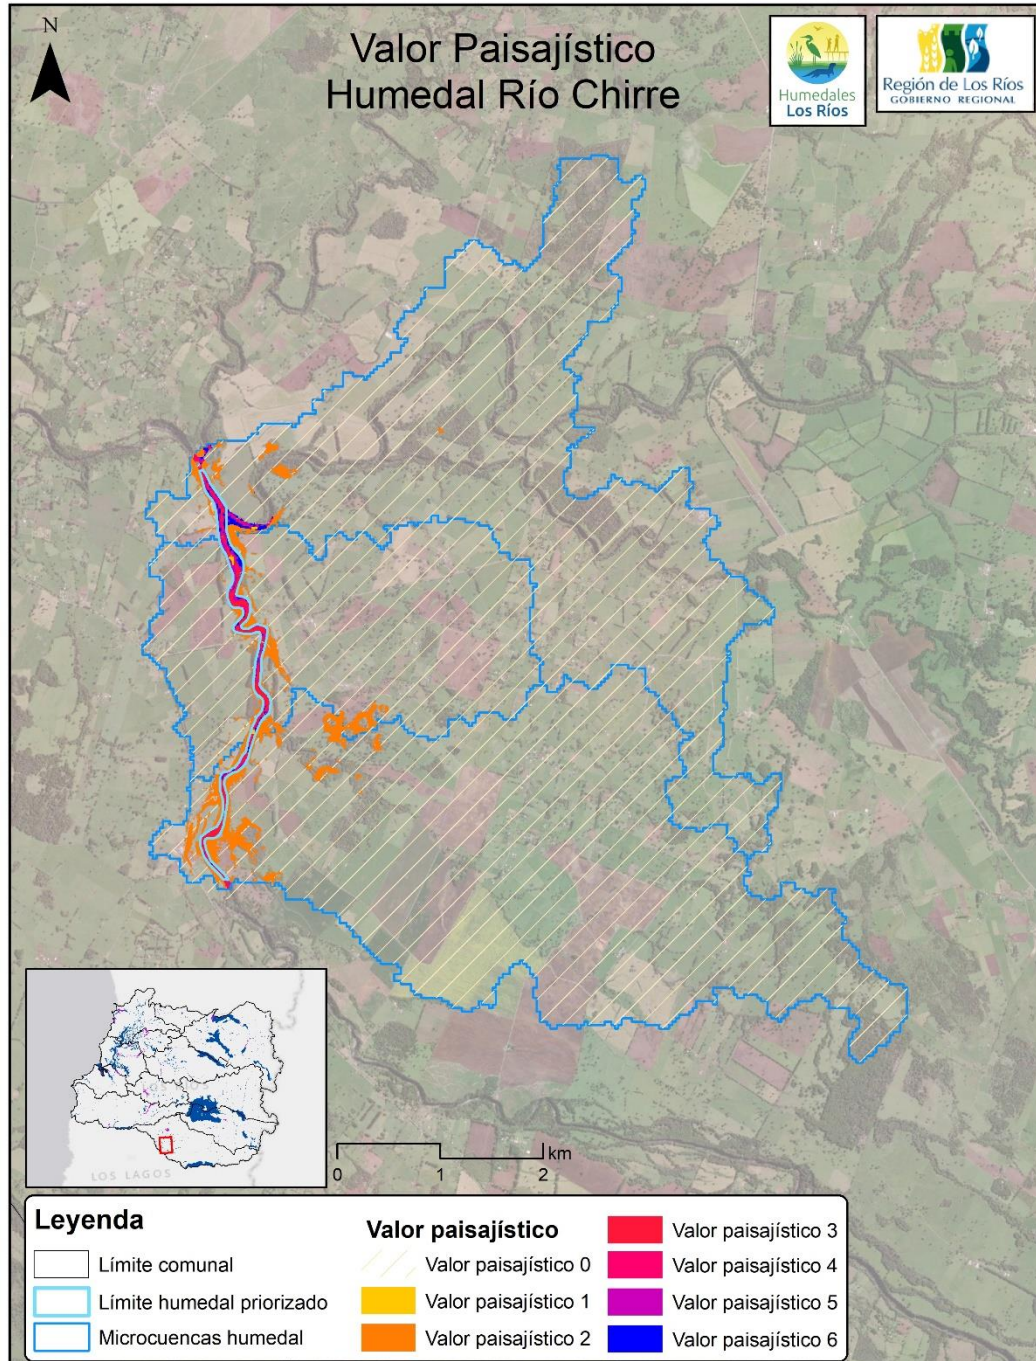 N
Valor Paisajístico
Humedal Río Chirre
Humedales
Los Ríos
Región de Los Ríos
GOBIERNO REGIONAL
LOS LAGOS
km
0
1
2
Leyenda
Límite comunal
Límite humedal priorizado
Microcuencas humedal
Valor paisajístico
Valor paisajístico 0
Valor paisajístico 1
Valor paisajístico 2
Valor paisajístico 3
Valor paisajístico 4
Valor paisajístico 5
Valor paisajístico 6